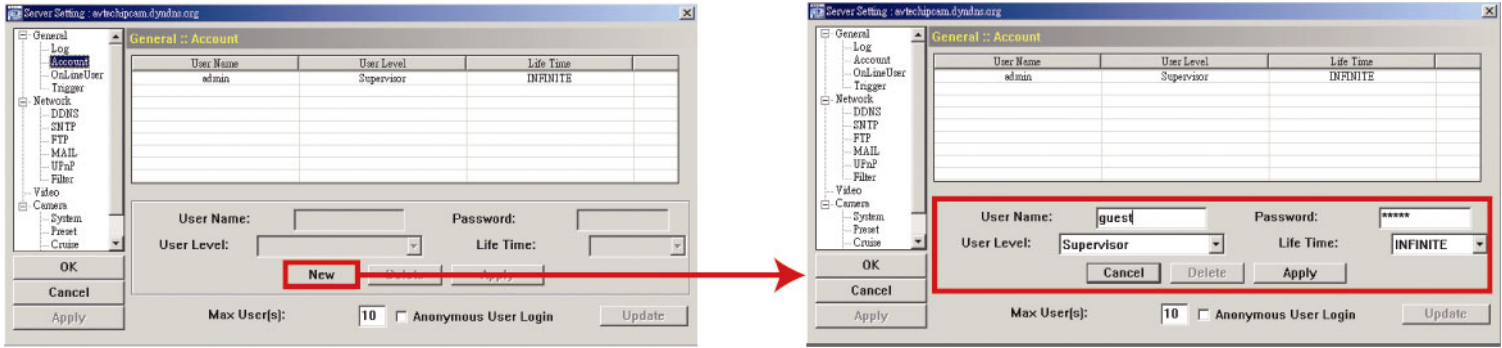 Server Setting : avtechipcam.dyndns.org
General
Log
Account
OnLineUser
Trigger
Network
DDNS
SNTP
FTP
MAIL
UPnP
Filter
Video
Camera
System
Preset
Cruise
OK
Cancel
Apply
General :: Account
User Name User Level Life Time
admin Supervisor INFINITE
User Name: Password:
User Level: Life Time:
New Delete Apply
Max User(s): 10 Anonymous User Login Update
Server Setting : avtechipcam.dyndns.org
General
Log
Account
OnLineUser
Trigger
Network
DDNS
SNTP
FTP
MAIL
UPnP
Filter
Video
Camera
System
Preset
Cruise
OK
Cancel
Apply
General :: Account
User Name User Level Life Time
admin Supervisor INFINITE
User Name: guest Password: *****
User Level: Supervisor Life Time: INFINITE
Cancel Delete Apply
Max User(s): 10 Anonymous User Login Update